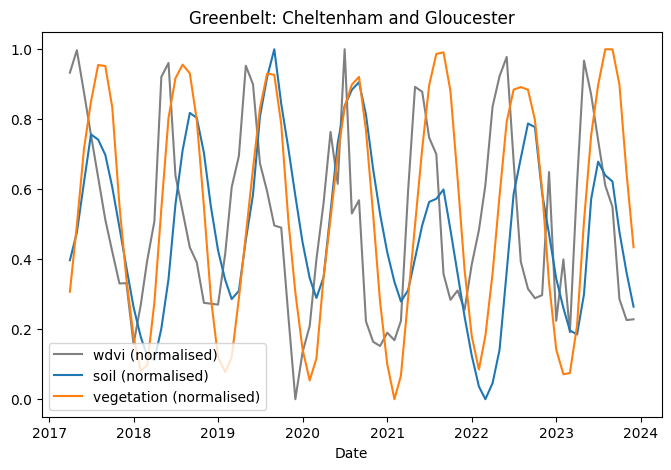 Greenbelt: Cheltenham and Gloucester
1.0
0.8
0.6
0.4
0.2
0.0
wdvi (normalised)
soil (normalised)
vegetation (normalised)
2017 2018 2019 2020 2021 2022 2023 2024
Date